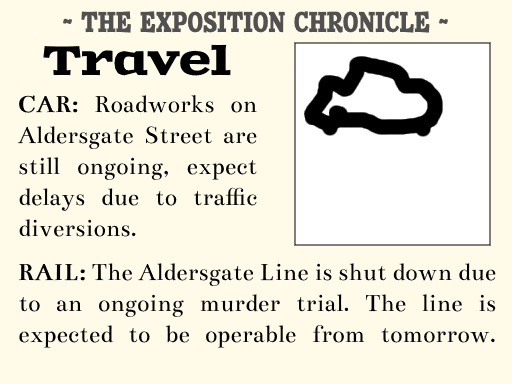 ~ THE EXPOSITION CHRONICLE ~
Travel
CAR: Roadworks on
Aldersgate Street are
still ongoing, expect
delays due to traffic
diversions.
RAIL: The Aldersgate Line is shut down due
to an ongoing murder trial. The line is
expected to be operable from tomorrow.